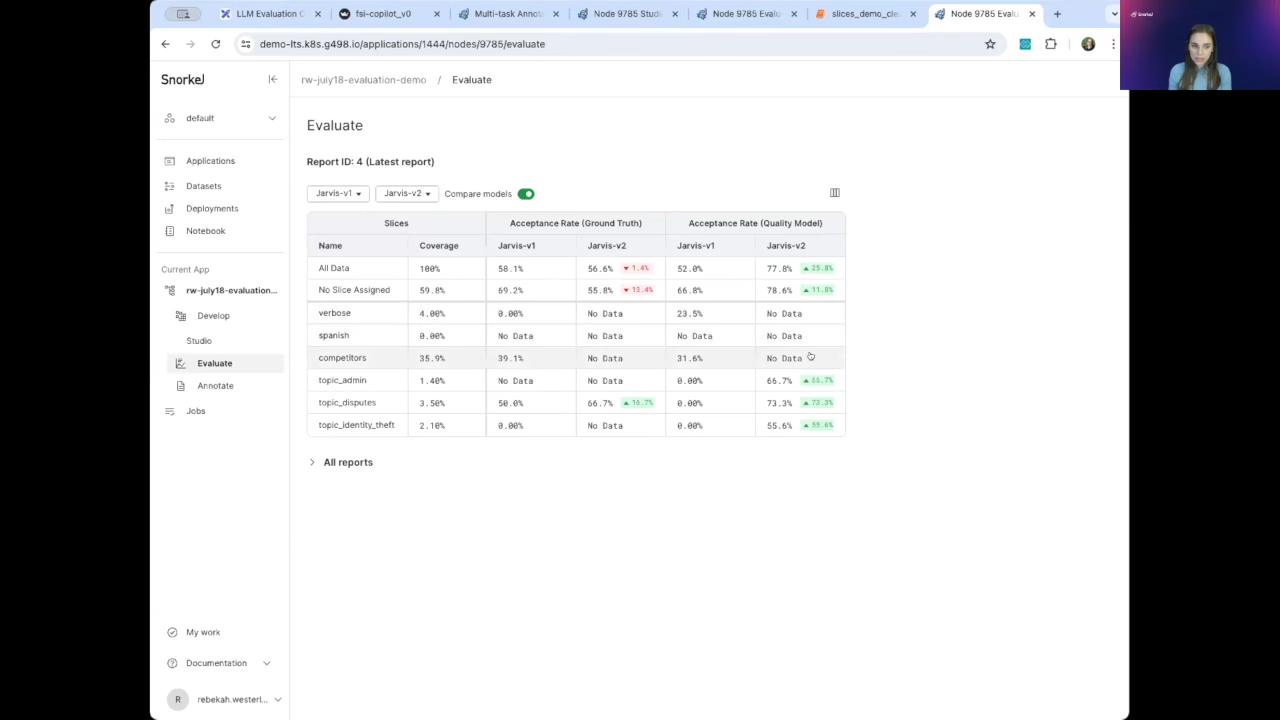 LLM Evaluation C
fsi-copilot_v0
Multi-task Annota
Node 9785 Studi
Node 9785 Evalu
slices_demo_clea
Node 9785 Evalu
demo-lts.k8s.g498.io/applications/1444/nodes/9785/evaluate
Snorkel
Snorkel
rw-july18-evaluation-demo / Evaluate
default
Applications
Datasets
Deployments
Notebook
Current App
rw-july18-evaluation...
Develop
Studio
Evaluate
Annotate
Jobs
My work
Documentation
R rebekah.westerl...
Evaluate
Report ID: 4 (Latest report)
Jarvis-v1 Jarvis-v2 Compare models
Slices Acceptance Rate (Ground Truth) Acceptance Rate (Quality Model)
Name Coverage Jarvis-v1 Jarvis-v2 Jarvis-v1 Jarvis-v2
All Data 100% 58.1% 56.6% ▼ 1.4% 52.0% 77.8% ▲ 25.8%
No Slice Assigned 59.8% 69.2% 55.8% ▼ 13.4% 66.8% 78.6% ▲ 11.8%
verbose 4.00% 0.00% No Data 23.5% No Data
spanish 0.00% No Data No Data No Data No Data
competitors 35.9% 39.1% No Data 31.6% No Data
topic_admin 1.40% No Data No Data 0.00% 66.7% ▲ 66.7%
topic_disputes 3.50% 50.0% 66.7% ▲ 16.7% 0.00% 73.3% ▲ 73.3%
topic_identity_theft 2.10% 0.00% No Data 0.00% 55.6% ▲ 55.6%
All reports